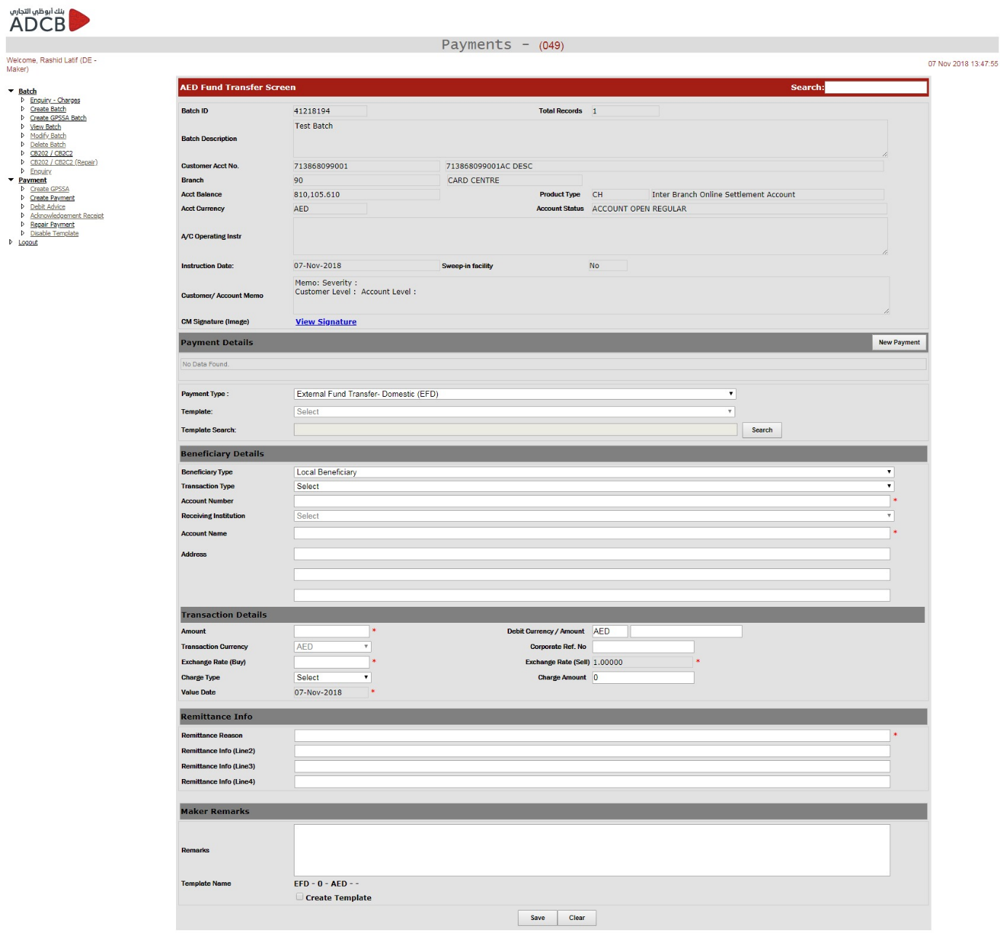 بنك أبوظبي التجاري
ADCB
Payments - (049)
Welcome, Rashid Latif (DE - Maker)
07 Nov 2018 13:47:55
Batch
Enquiry - Charges
Create Batch
Create GPSSA Batch
View Batch
Modify Batch
Delete Batch
CB202 / CB2C2
CB202 / CB2C2 (Repair)
Enquiry
Payment
Create GPSSA
Create Payment
Debit Advice
Acknowledgement Receipt
Repair Payment
Disable Template
Logout
AED Fund Transfer Screen Search:
Batch ID 41218194 Total Records 1
Batch Description Test Batch
Customer Acct No. 713868099001 713868099001AC DESC
Branch 90 CARD CENTRE
Acct Balance 810,105.610 Product Type CH Inter Branch Online Settlement Account
Acct Currency AED Account Status ACCOUNT OPEN REGULAR
A/C Operating Instr
Instruction Date: 07-Nov-2018 Sweep-in facility No
Customer/ Account Memo Memo: Severity :
Customer Level : Account Level :
CM Signature (Image) View Signature
Payment Details New Payment
No Data Found.
Payment Type : External Fund Transfer- Domestic (EFD)
Template: Select
Template Search: Search
Beneficiary Details
Beneficiary Type Local Beneficiary
Transaction Type Select
Account Number *
Receiving Institution Select
Account Name *
Address
Transaction Details
Amount * Debit Currency / Amount AED
Transaction Currency AED Corporate Ref. No
Exchange Rate (Buy) * Exchange Rate (Sell) 1.00000 *
Charge Type Select Charge Amount 0
Value Date 07-Nov-2018 *
Remittance Info
Remittance Reason *
Remittance Info (Line2)
Remittance Info (Line3)
Remittance Info (Line4)
Maker Remarks
Remarks
Template Name EFD - 0 - AED - -
Create Template
Save Clear